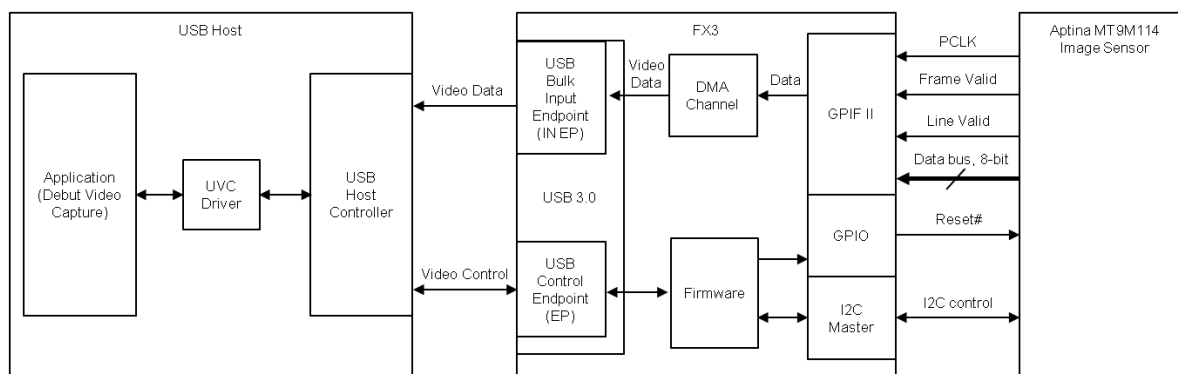 USB Host
FX3
Aptina MT9M114
Image Sensor
Application
(Debut Video
Capture)
UVC
Driver
USB
Host
Controller
Video Data
Video Control
USB
Bulk
Input
Endpoint
(IN EP)
USB 3.0
USB
Control
Endpoint
(EP)
Video
Data
DMA
Channel
Data
Firmware
GPIF II
GPIO
I2C
Master
PCLK
Frame Valid
Line Valid
Data bus, 8-bit
Reset#
I2C control